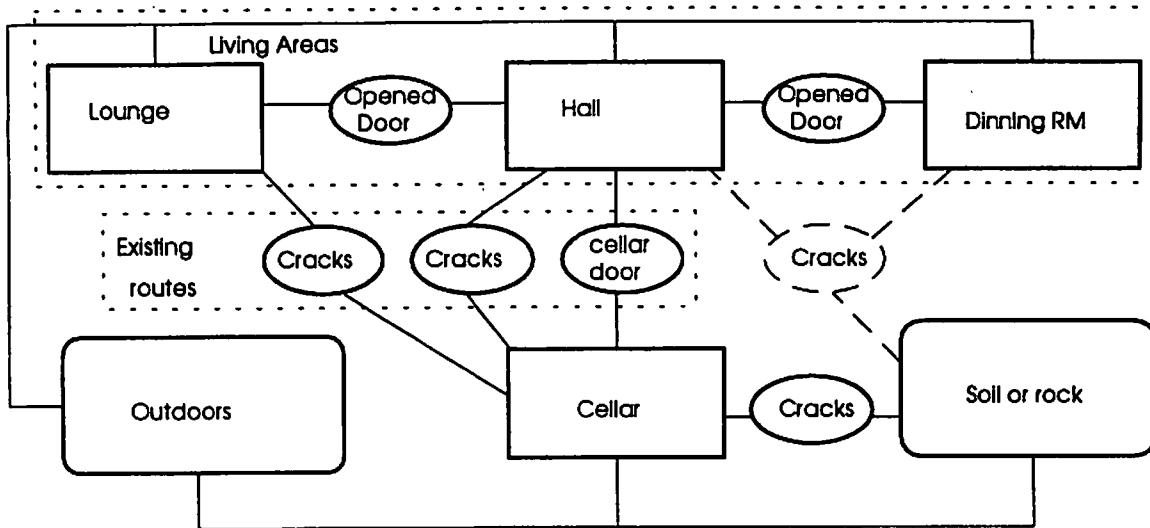 Living Areas
Lounge
Opened
Door
Hall
Opened
Door
Dinning RM
Existing
routes
Cracks
Cracks
cellar
door
Cracks
Outdoors
Cellar
Cracks
Soil or rock